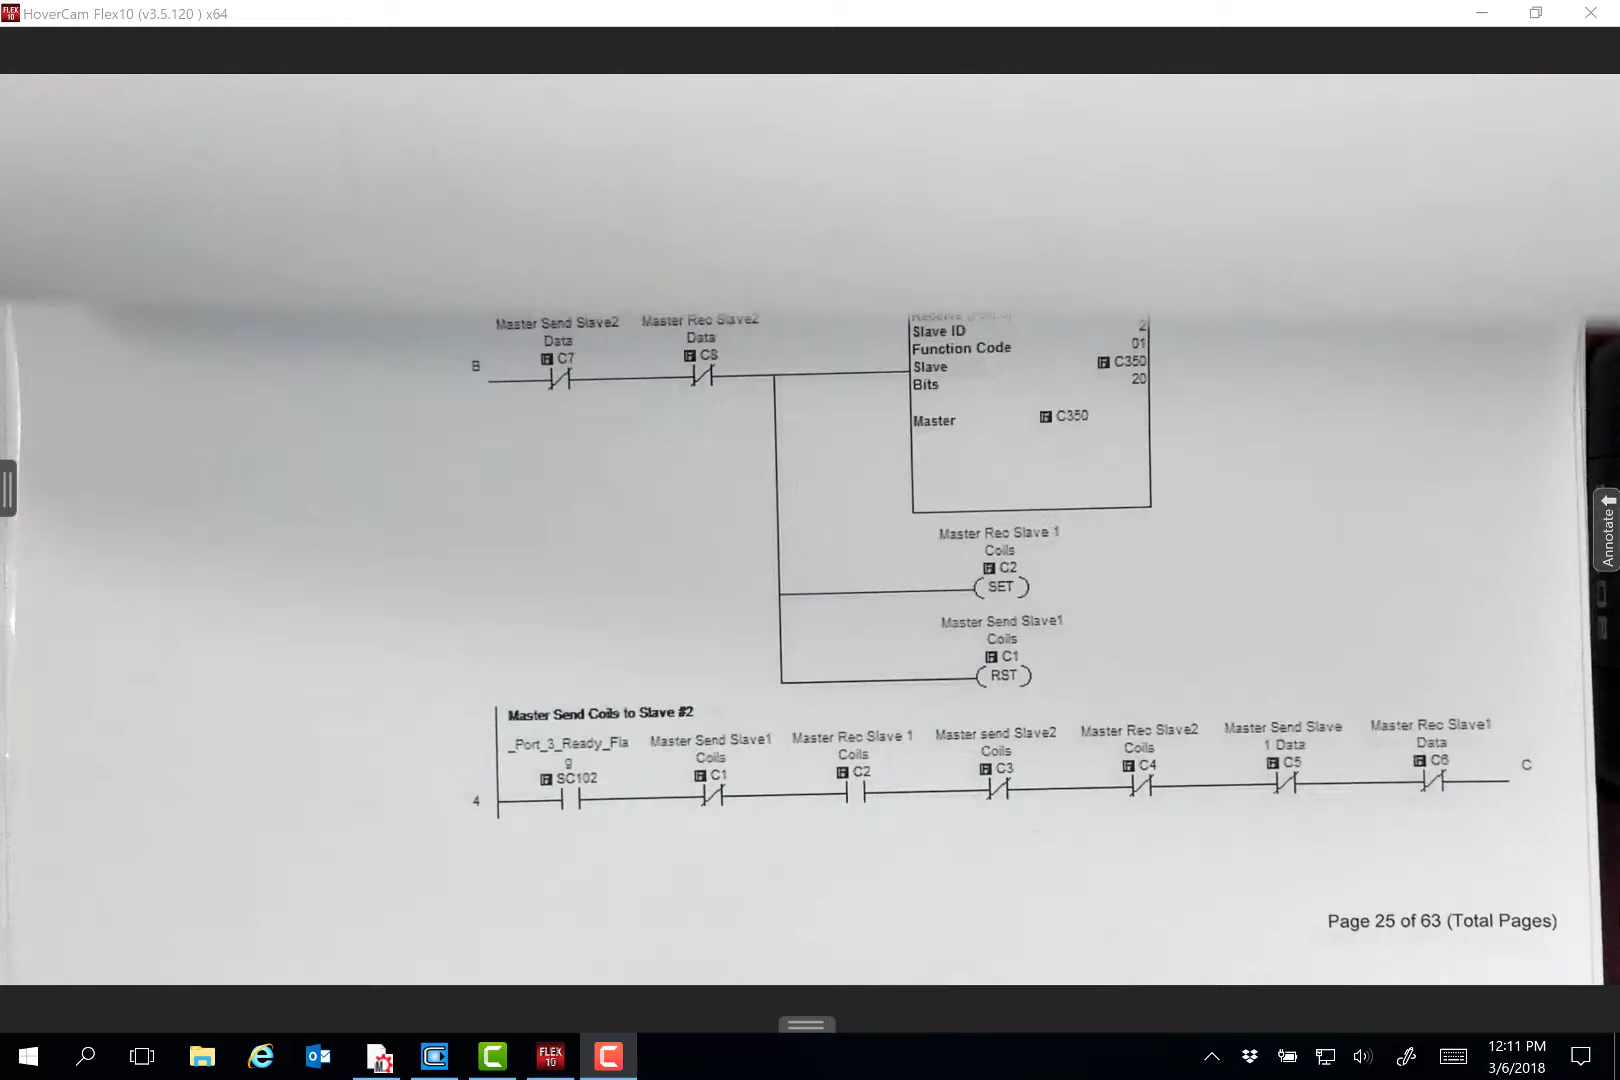 FLEX 10 HoverCam Flex10 (v3.5.120 ) x64
Master Send Slave2
Data
C7
Master Rec Slave2
Data
C8
B
Slave ID 2
Function Code 01
Slave C350
Bits 20
Master C350
Master Rec Slave 1
Coils
C2
SET
Master Send Slave1
Coils
C1
RST
Master Send Coils to Slave #2
_Port_3_Ready_Fla
g
SC102
Master Send Slave1
Coils
C1
Master Rec Slave 1
Coils
C2
Master send Slave2
Coils
C3
Master Rec Slave2
Coils
C4
Master Send Slave
1 Data
C5
Master Rec Slave1
Data
C6
C
4
Page 25 of 63 (Total Pages)
Annotate
FLEX
10
12:11 PM
3/6/2018